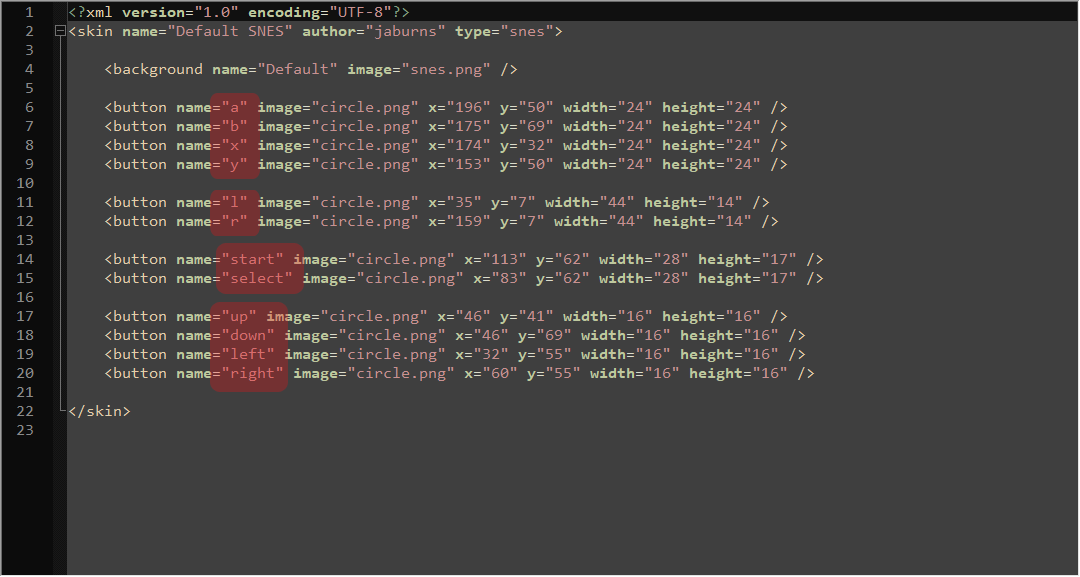 1 <?xml version="1.0" encoding="UTF-8"?>
2 <skin name="Default SNES" author="jaburns" type="snes">
3
4     <background name="Default" image="snes.png" />
5
6     <button name="a" image="circle.png" x="196" y="50" width="24" height="24" />
7     <button name="b" image="circle.png" x="175" y="69" width="24" height="24" />
8     <button name="x" image="circle.png" x="174" y="32" width="24" height="24" />
9     <button name="y" image="circle.png" x="153" y="50" width="24" height="24" />
10
11     <button name="l" image="circle.png" x="35" y="7" width="44" height="14" />
12     <button name="r" image="circle.png" x="159" y="7" width="44" height="14" />
13
14     <button name="start" image="circle.png" x="113" y="62" width="28" height="17" />
15     <button name="select" image="circle.png" x="83" y="62" width="28" height="17" />
16
17     <button name="up" image="circle.png" x="46" y="41" width="16" height="16" />
18     <button name="down" image="circle.png" x="46" y="69" width="16" height="16" />
19     <button name="left" image="circle.png" x="32" y="55" width="16" height="16" />
20     <button name="right" image="circle.png" x="60" y="55" width="16" height="16" />
21
22 </skin>
23